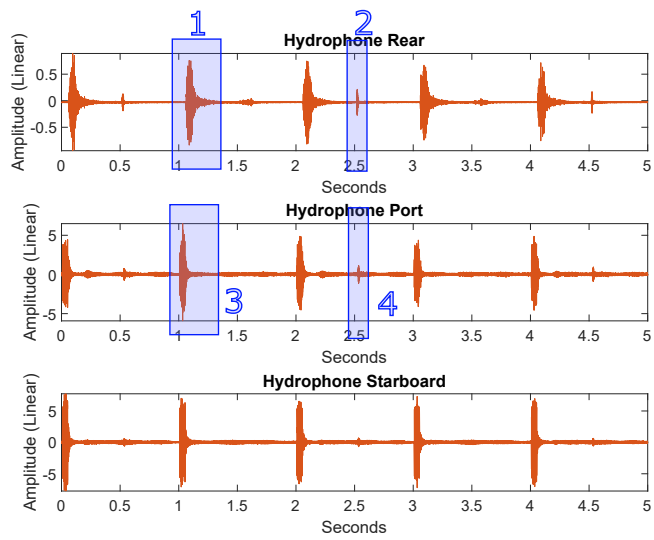 1 2
Hydrophone Rear
Amplitude (Linear)
0.5
0
-0.5
0 0.5 1 1.5 2 2.5 3 3.5 4 4.5 5
Seconds
Hydrophone Port
Amplitude (Linear)
5
0
-5
3 4
0 0.5 1 1.5 2 2.5 3 3.5 4 4.5 5
Seconds
Hydrophone Starboard
Amplitude (Linear)
5
0
-5
0 0.5 1 1.5 2 2.5 3 3.5 4 4.5 5
Seconds